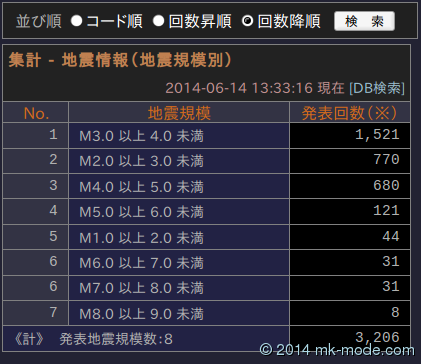 並び順 コード順 回数昇順 回数降順 検 索
集計 - 地震情報(地震規模別)
2014-06-14 13:33:16 現在 [DB検索]
No. 地震規模 発表回数(※)
1 M3.0 以上 4.0 未満 1,521
2 M2.0 以上 3.0 未満 770
3 M4.0 以上 5.0 未満 680
4 M5.0 以上 6.0 未満 121
5 M1.0 以上 2.0 未満 44
6 M6.0 以上 7.0 未満 31
6 M7.0 以上 8.0 未満 31
7 M8.0 以上 9.0 未満 8
《計》 発表地震規模数:8 3,206
© 2014 mk-mode.com